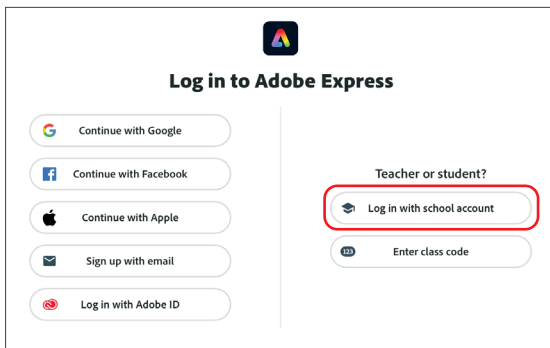 Log in to Adobe Express
Continue with Google
Continue with Facebook
Continue with Apple
Sign up with email
Log in with Adobe ID
Teacher or student?
Log in with school account
123
Enter class code